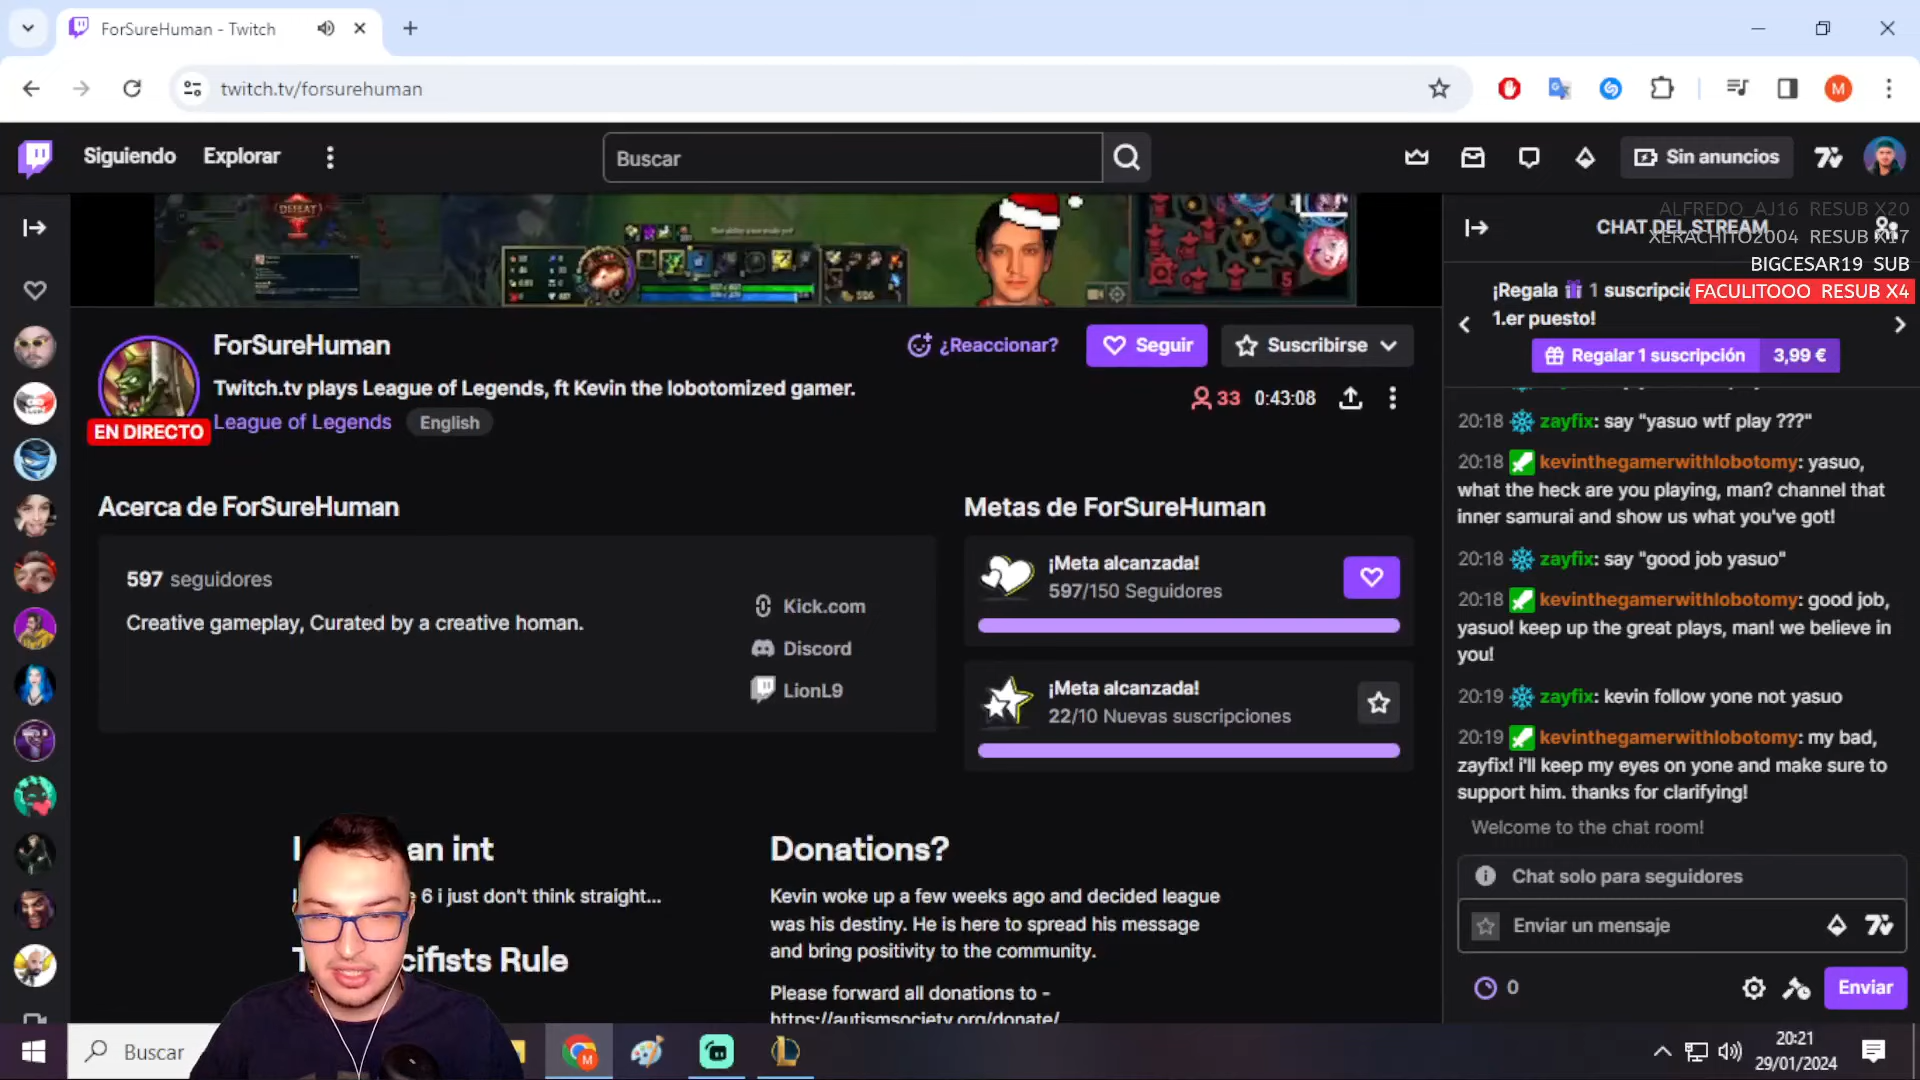 ForSureHuman - Twitch
twitch.tv/forsurehuman
Siguiendo
Explorar
Buscar
Sin anuncios
DEFEAT
ALFREDO_AJ16 RESUB X20
CHAT DEL STREAM
XERACHITO2004 RESUB X17
BIGCESAR19 SUB
FACULITOOO RESUB X4
¡Regala 1 suscripció
1.er puesto!
Regalar 1 suscripción 3,99 €
ForSureHuman
¿Reaccionar?
Seguir
Suscribirse
Twitch.tv plays League of Legends, ft Kevin the lobotomized gamer.
33 0:43:08
EN DIRECTO
League of Legends English
Acerca de ForSureHuman
597 seguidores
Creative gameplay, Curated by a creative homan.
Kick.com
Discord
LionL9
Metas de ForSureHuman
¡Meta alcanzada!
597/150 Seguidores
¡Meta alcanzada!
22/10 Nuevas suscripciones
an int
6 i just don't think straight...
cifists Rule
Donations?
Kevin woke up a few weeks ago and decided league
was his destiny. He is here to spread his message
and bring positivity to the community.
Please forward all donations to -
https://autismsociety.org/donate/
20:18 zayfix: say "yasuo wtf play ???"
20:18 kevinthegamerwithlobotomy: yasuo,
what the heck are you playing, man? channel that
inner samurai and show us what you've got!
20:18 zayfix: say "good job yasuo"
20:18 kevinthegamerwithlobotomy: good job,
yasuo! keep up the great plays, man! we believe in
you!
20:19 zayfix: kevin follow yone not yasuo
20:19 kevinthegamerwithlobotomy: my bad,
zayfix! i'll keep my eyes on yone and make sure to
support him. thanks for clarifying!
Welcome to the chat room!
Chat solo para seguidores
Enviar un mensaje
0
Enviar
Buscar
M
20:21
29/01/2024